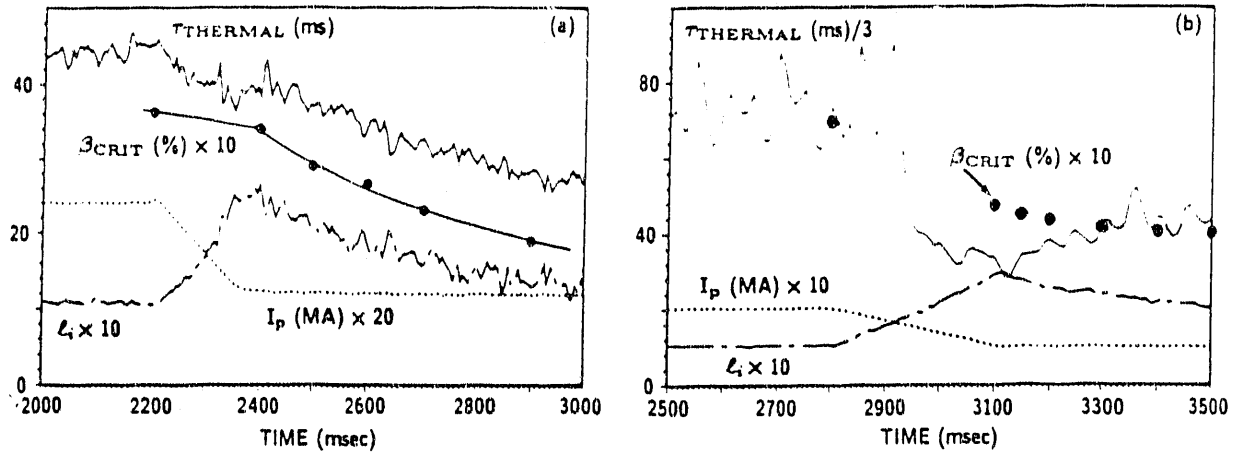 τTHERMAL (ms) (a)
40
βCRIT (%) × 10
20
Ip (MA) × 20
ℓi × 10
0
2000 2200 2400 2600 2800 3000
TIME (msec)
τTHERMAL (ms)/3 (b)
80
βCRIT (%) × 10
40
Ip (MA) × 10
ℓi × 10
0
2500 2700 2900 3100 3300 3500
TIME (msec)